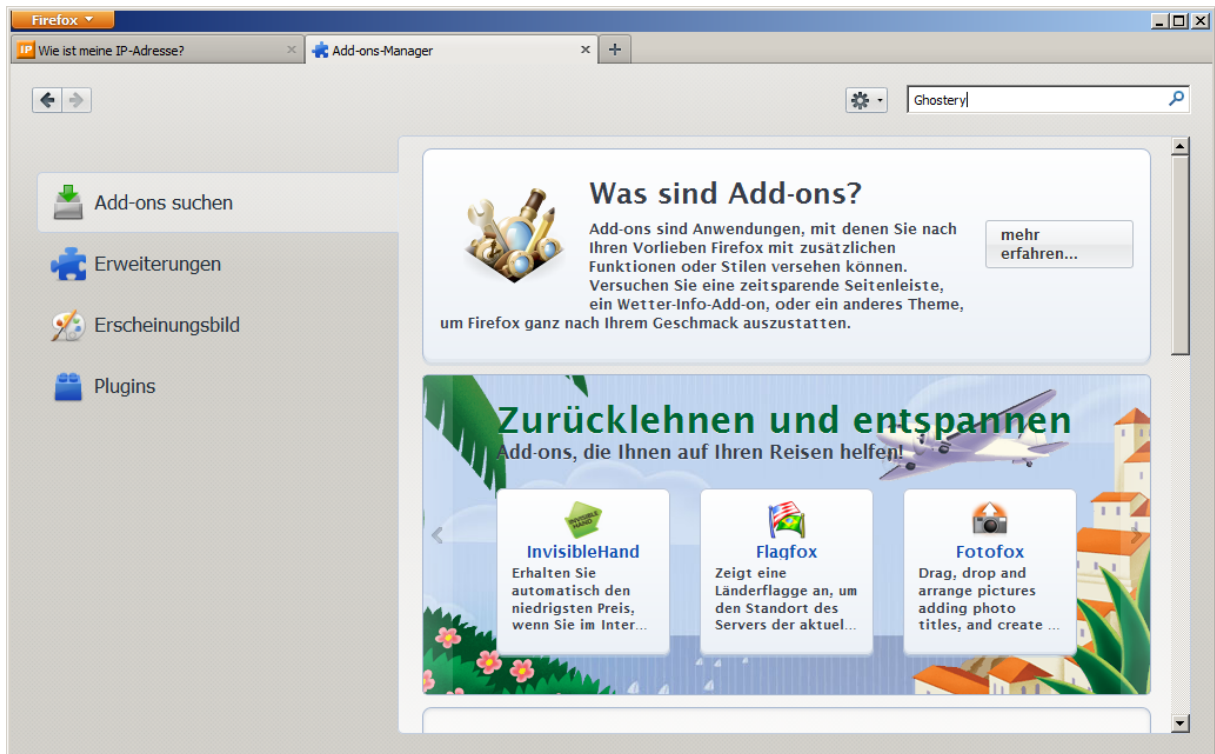 Firefox
IP Wie ist meine IP-Adresse?
Add-ons-Manager
Ghostery
Add-ons suchen
Erweiterungen
Erscheinungsbild
Plugins
Was sind Add-ons?
Add-ons sind Anwendungen, mit denen Sie nach
Ihren Vorlieben Firefox mit zusätzlichen
Funktionen oder Stilen versehen können.
Versuchen Sie eine zeitsparende Seitenleiste,
ein Wetter-Info-Add-on, oder ein anderes Theme,
um Firefox ganz nach Ihrem Geschmack auszustatten.
mehr
erfahren...
Zurücklehnen und entspannen
Add-ons, die Ihnen auf Ihren Reisen helfen!
INVISIBLE
HAND
InvisibleHand
Erhalten Sie
automatisch den
niedrigsten Preis,
wenn Sie im Inter...
Flagfox
Zeigt eine
Länderflagge an, um
den Standort des
Servers der aktuel...
Fotofox
Drag, drop and
arrange pictures
adding photo
titles, and create ...